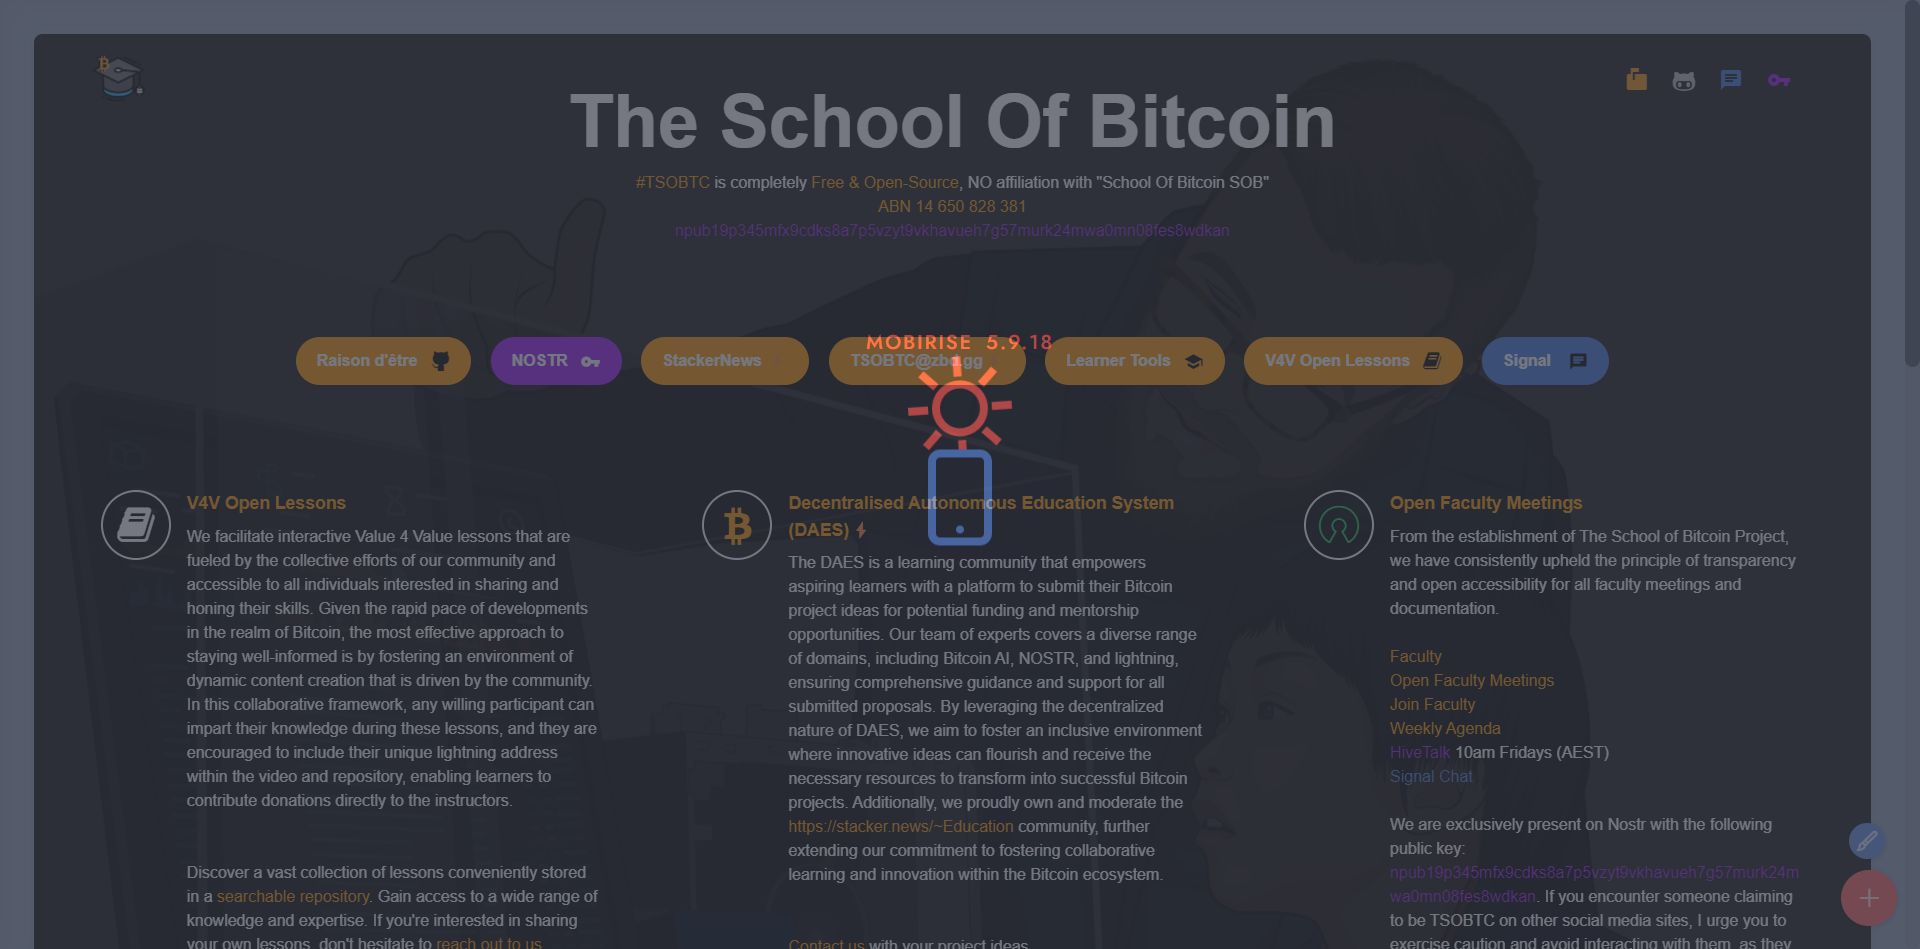 The School Of Bitcoin
#TSOBTC is completely Free & Open-Source, NO affiliation with "School Of Bitcoin SOB"
ABN 14 650 828 381
npub19p345mfx9cdks8a7p5vzyt9vkhavueh7g57murk24mwa0mn08fes8wdkan
MOBIRISE 5.9.18
Raison d'être
NOSTR
StackerNews
TSOBTC@zbd.gg
Learner Tools
V4V Open Lessons
Signal
V4V Open Lessons
We facilitate interactive Value 4 Value lessons that are
fueled by the collective efforts of our community and
accessible to all individuals interested in sharing and
honing their skills. Given the rapid pace of developments
in the realm of Bitcoin, the most effective approach to
staying well-informed is by fostering an environment of
dynamic content creation that is driven by the community.
In this collaborative framework, any willing participant can
impart their knowledge during these lessons, and they are
encouraged to include their unique lightning address
within the video and repository, enabling learners to
contribute donations directly to the instructors.
Discover a vast collection of lessons conveniently stored
in a searchable repository. Gain access to a wide range of
knowledge and expertise. If you're interested in sharing
your own lessons, don't hesitate to reach out to us
Decentralised Autonomous Education System
(DAES)
The DAES is a learning community that empowers
aspiring learners with a platform to submit their Bitcoin
project ideas for potential funding and mentorship
opportunities. Our team of experts covers a diverse range
of domains, including Bitcoin AI, NOSTR, and lightning,
ensuring comprehensive guidance and support for all
submitted proposals. By leveraging the decentralized
nature of DAES, we aim to foster an inclusive environment
where innovative ideas can flourish and receive the
necessary resources to transform into successful Bitcoin
projects. Additionally, we proudly own and moderate the
https://stacker.news/~Education community, further
extending our commitment to fostering collaborative
learning and innovation within the Bitcoin ecosystem.
Contact us with your project ideas
Open Faculty Meetings
From the establishment of The School of Bitcoin Project,
we have consistently upheld the principle of transparency
and open accessibility for all faculty meetings and
documentation.
Faculty
Open Faculty Meetings
Join Faculty
Weekly Agenda
HiveTalk 10am Fridays (AEST)
Signal Chat
We are exclusively present on Nostr with the following
public key:
npub19p345mfx9cdks8a7p5vzyt9vkhavueh7g57murk24m
wa0mn08fes8wdkan. If you encounter someone claiming
to be TSOBTC on other social media sites, I urge you to
exercise caution and avoid interacting with them, as they